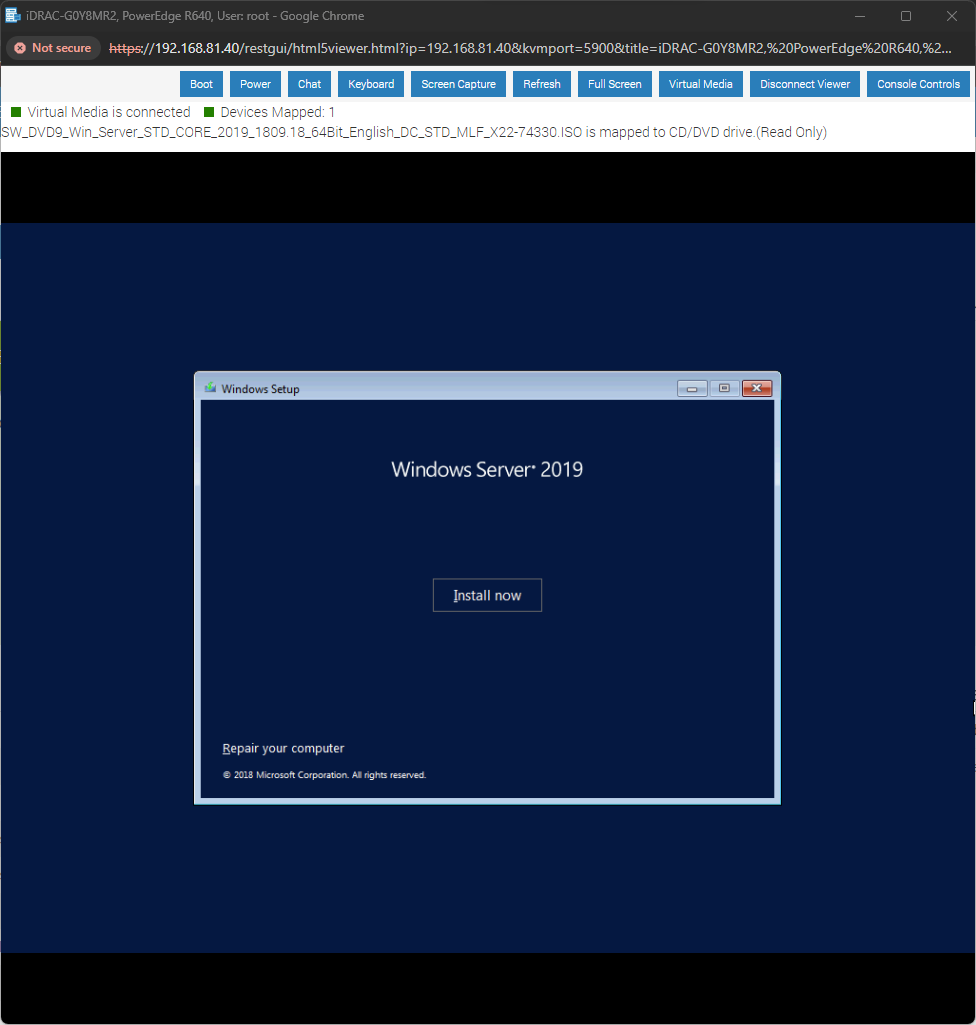 iDRAC-G0Y8MR2, PowerEdge R640, User: root - Google Chrome
Not secure https://192.168.81.40/restgui/html5viewer.html?ip=192.168.81.40&kvmport=5900&title=iDRAC-G0Y8MR2,%20PowerEdge%20R640,%2...
Boot Power Chat Keyboard Screen Capture Refresh Full Screen Virtual Media Disconnect Viewer Console Controls
Virtual Media is connected Devices Mapped: 1
SW_DVD9_Win_Server_STD_CORE_2019_1809.18_64Bit_English_DC_STD_MLF_X22-74330.ISO is mapped to CD/DVD drive.(Read Only)
Windows Setup
Windows Server® 2019
Install now
Repair your computer
© 2018 Microsoft Corporation. All rights reserved.